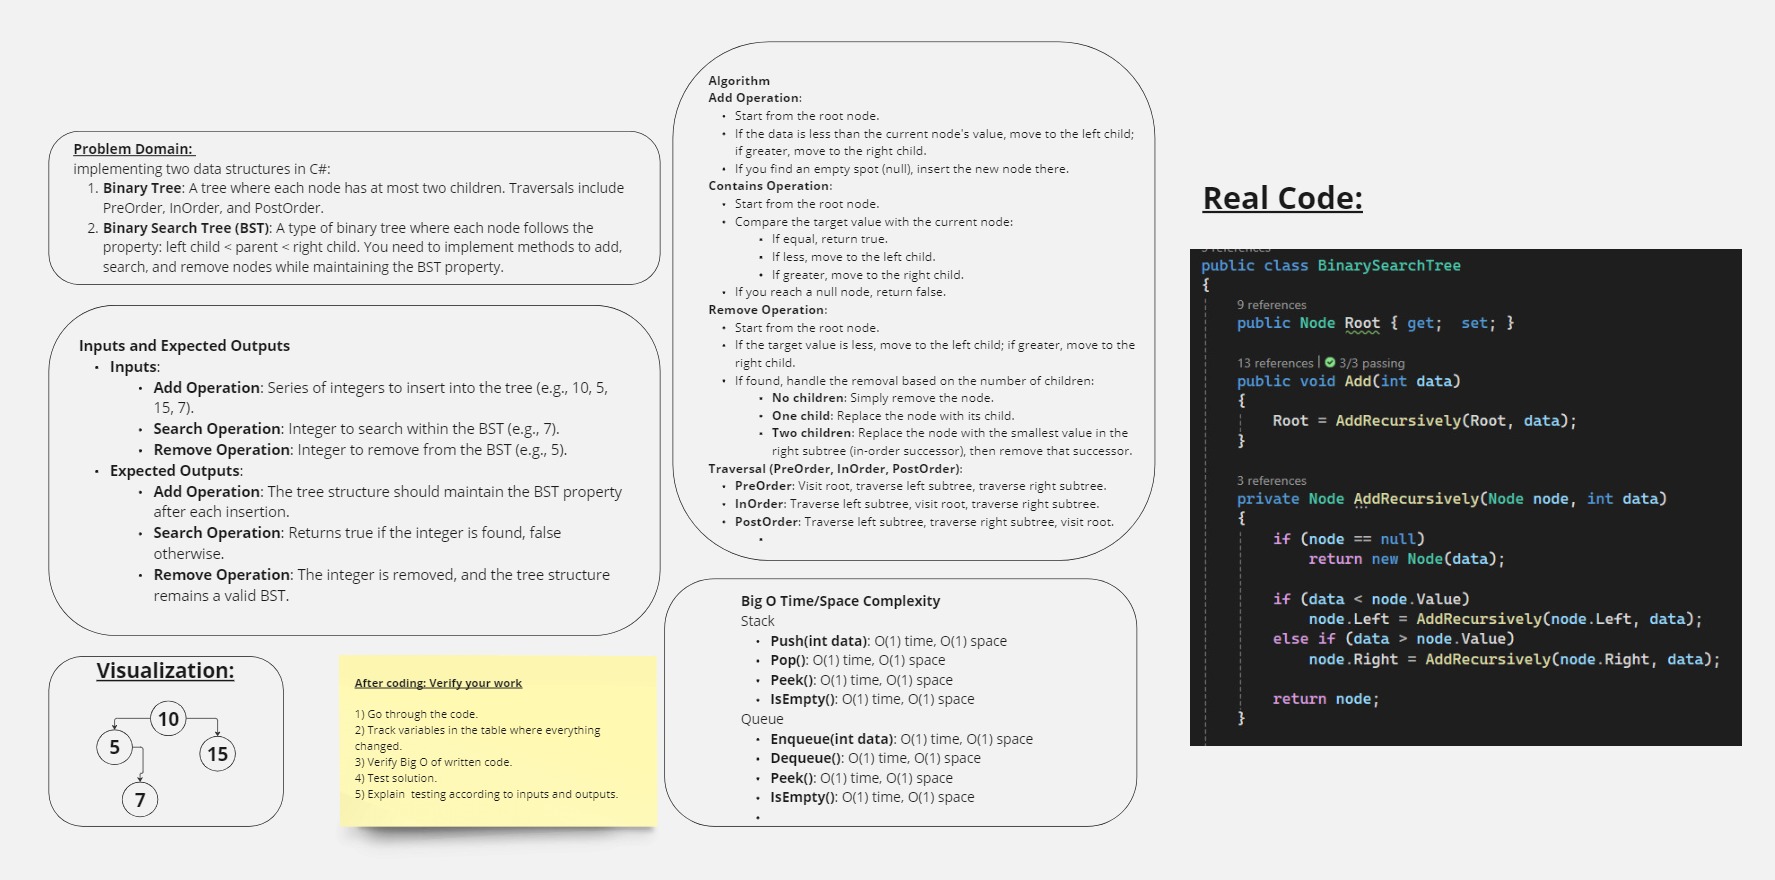 Problem Domain:
implementing two data structures in C#:
1. Binary Tree: A tree where each node has at most two children. Traversals include
PreOrder, InOrder, and PostOrder.
2. Binary Search Tree (BST): A type of binary tree where each node follows the
property: left child < parent < right child. You need to implement methods to add,
search, and remove nodes while maintaining the BST property.
Inputs and Expected Outputs
• Inputs:
• Add Operation: Series of integers to insert into the tree (e.g., 10, 5,
15, 7).
• Search Operation: Integer to search within the BST (e.g., 7).
• Remove Operation: Integer to remove from the BST (e.g., 5).
• Expected Outputs:
• Add Operation: The tree structure should maintain the BST property
after each insertion.
• Search Operation: Returns true if the integer is found, false
otherwise.
• Remove Operation: The integer is removed, and the tree structure
remains a valid BST.
Visualization:
10
5
15
7
After coding: Verify your work
1) Go through the code.
2) Track variables in the table where everything
changed.
3) Verify Big O of written code.
4) Test solution.
5) Explain testing according to inputs and outputs.
Algorithm
Add Operation:
• Start from the root node.
• If the data is less than the current node's value, move to the left child;
if greater, move to the right child.
• If you find an empty spot (null), insert the new node there.
Contains Operation:
• Start from the root node.
• Compare the target value with the current node:
• If equal, return true.
• If less, move to the left child.
• If greater, move to the right child.
• If you reach a null node, return false.
Remove Operation:
• Start from the root node.
• If the target value is less, move to the left child; if greater, move to the
right child.
• If found, handle the removal based on the number of children:
• No children: Simply remove the node.
• One child: Replace the node with its child.
• Two children: Replace the node with the smallest value in the
right subtree (in-order successor), then remove that successor.
Traversal (PreOrder, InOrder, PostOrder):
• PreOrder: Visit root, traverse left subtree, traverse right subtree.
• InOrder: Traverse left subtree, visit root, traverse right subtree.
• PostOrder: Traverse left subtree, traverse right subtree, visit root.
•
Big O Time/Space Complexity
Stack
• Push(int data): O(1) time, O(1) space
• Pop(): O(1) time, O(1) space
• Peek(): O(1) time, O(1) space
• IsEmpty(): O(1) time, O(1) space
Queue
• Enqueue(int data): O(1) time, O(1) space
• Dequeue(): O(1) time, O(1) space
• Peek(): O(1) time, O(1) space
• IsEmpty(): O(1) time, O(1) space
•
Real Code:
references
public class BinarySearchTree
{
9 references
public Node Root { get; set; }
13 references | 3/3 passing
public void Add(int data)
{
Root = AddRecursively(Root, data);
}
3 references
private Node AddRecursively(Node node, int data)
{
if (node == null)
return new Node(data);
if (data < node.Value)
node.Left = AddRecursively(node.Left, data);
else if (data > node.Value)
node.Right = AddRecursively(node.Right, data);
return node;
}